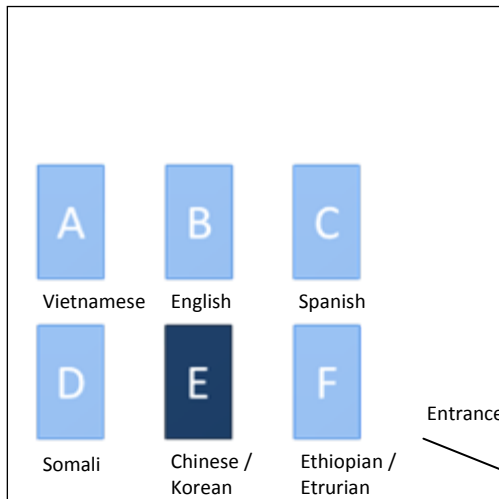 A B C
Vietnamese English Spanish
D E F
Entrance
Somali Chinese / Ethiopian /
Korean Etrurian